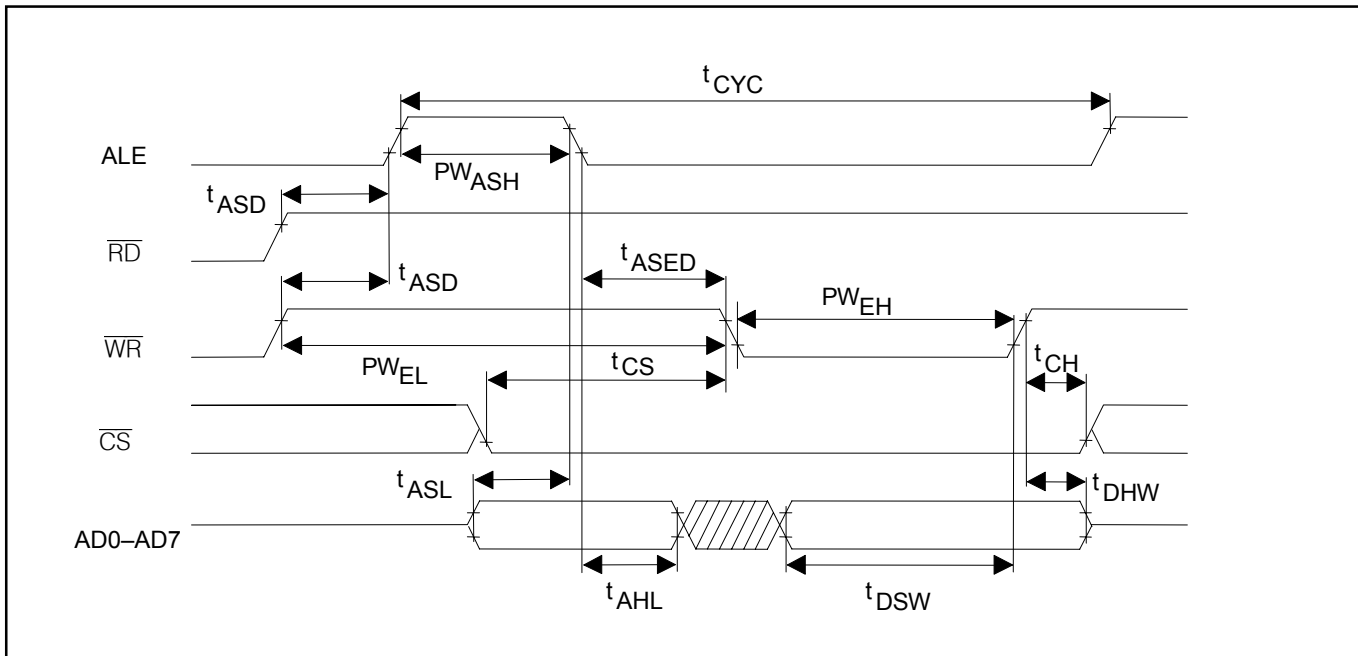 tCYC
ALE
PWASH
tASD
RD
tASED
tASD
PWEH
WR
PWEL
tCS
tCH
CS
tASL
tDHW
AD0–AD7
tAHL
tDSW